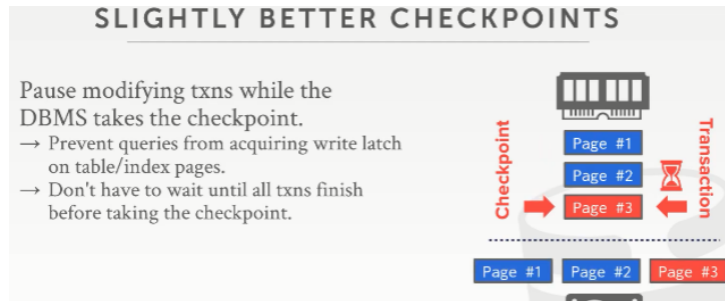 SLIGHTLY BETTER CHECKPOINTS
Pause modifying txns while the
DBMS takes the checkpoint.
→ Prevent queries from acquiring write latch
on table/index pages.
→ Don't have to wait until all txns finish
before taking the checkpoint.
Checkpoint
Page #1
Page #2
Page #3
Transaction
Page #1 Page #2 Page #3